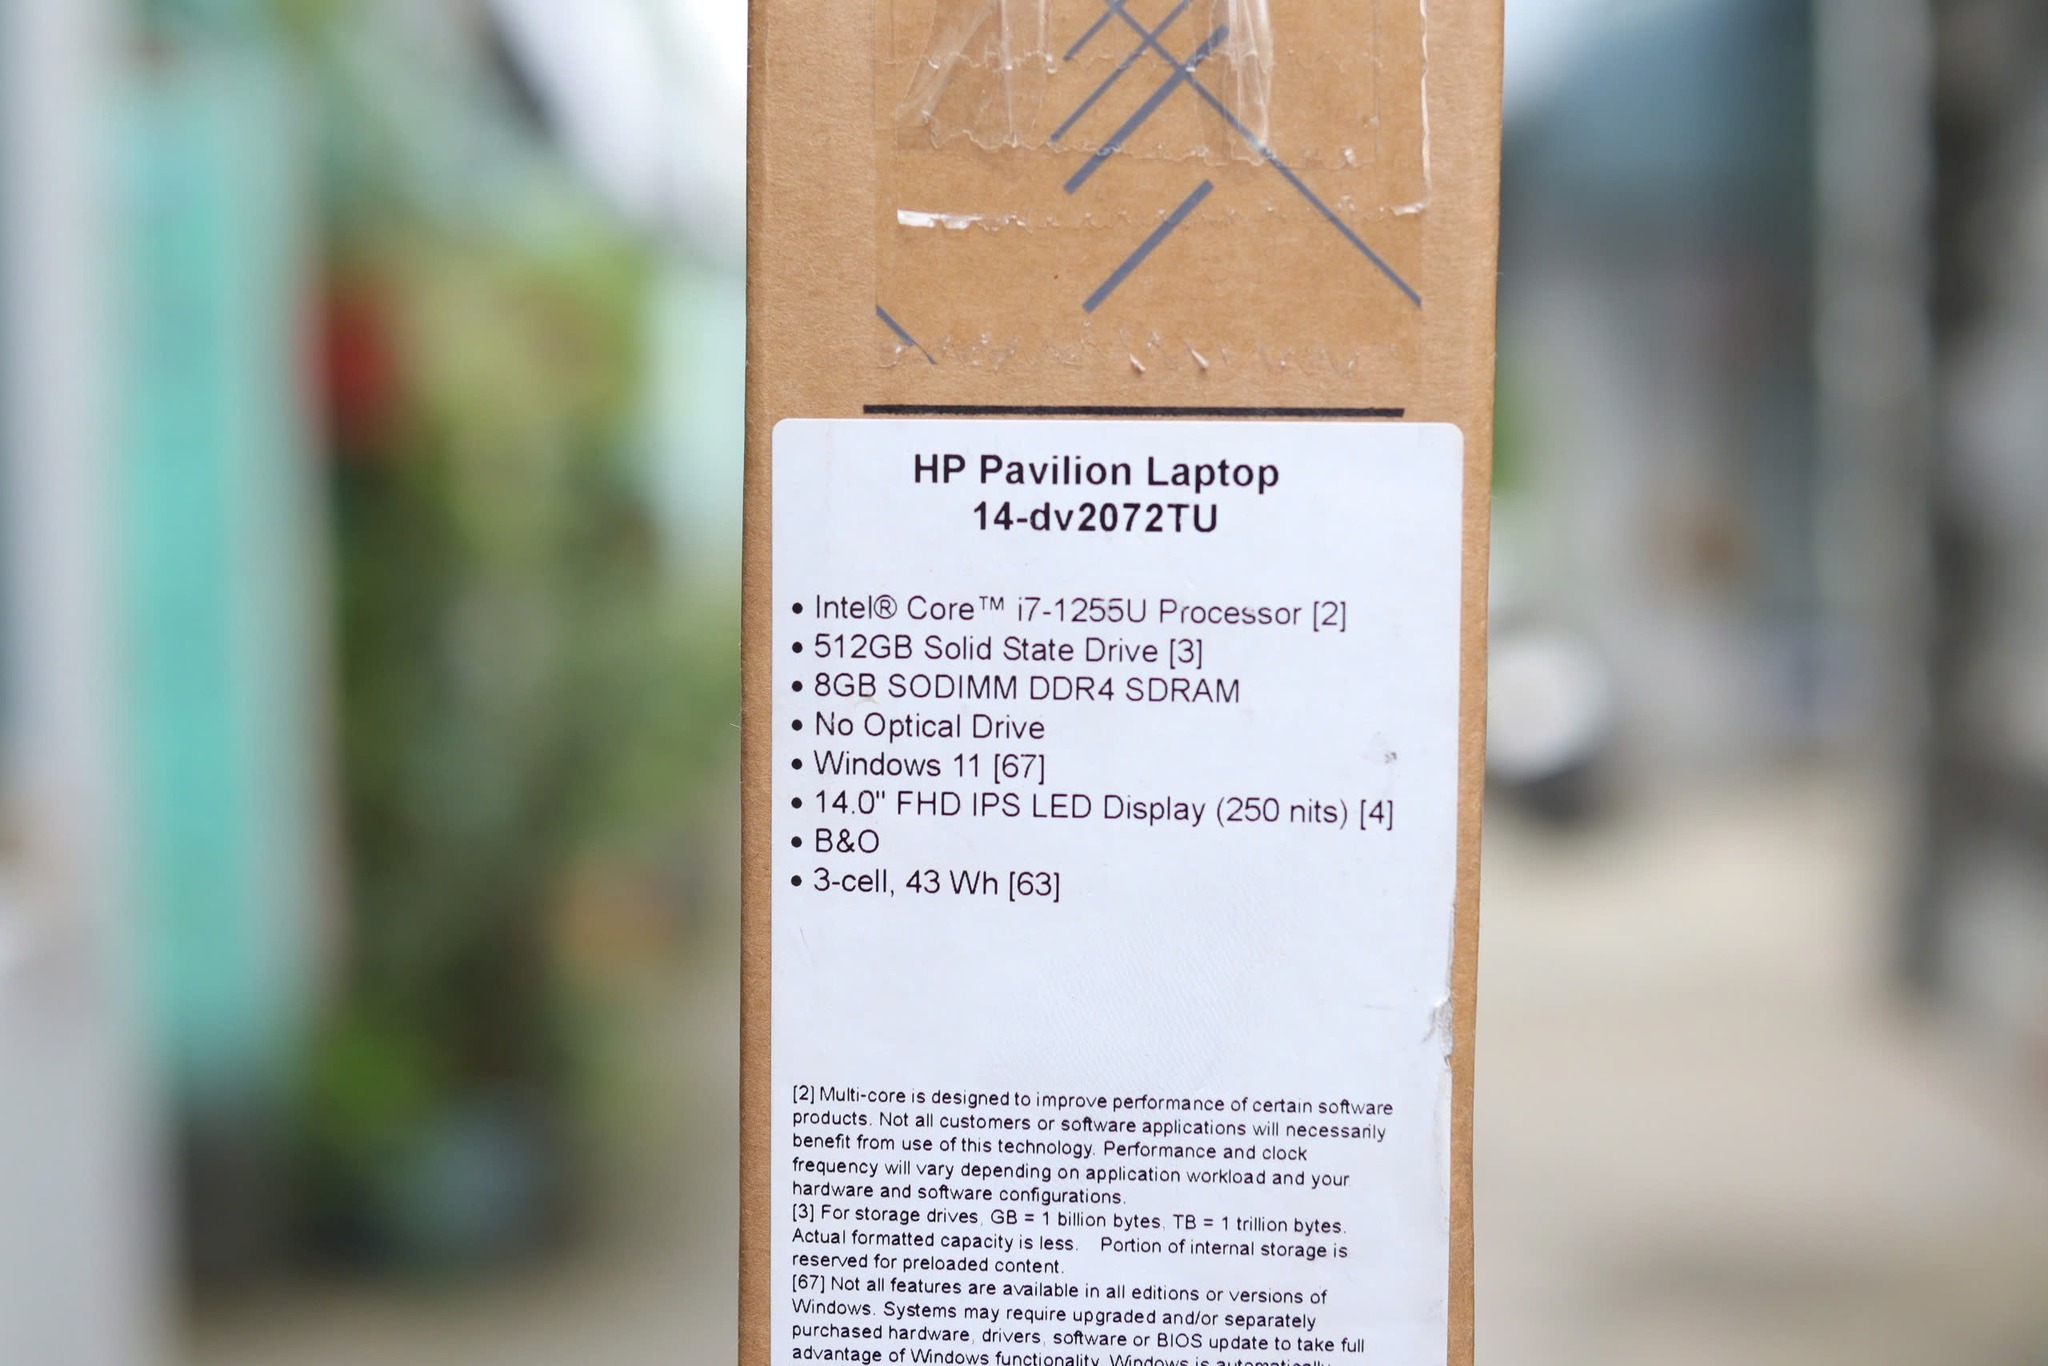 HP Pavilion Laptop
14-dv2072TU
• Intel® Core™ i7-1255U Processor [2]
• 512GB Solid State Drive [3]
• 8GB SODIMM DDR4 SDRAM
• No Optical Drive
• Windows 11 [67]
• 14.0" FHD IPS LED Display (250 nits) [4]
• B&O
• 3-cell, 43 Wh [63]
[2] Multi-core is designed to improve performance of certain software
products. Not all customers or software applications will necessarily
benefit from use of this technology. Performance and clock
frequency will vary depending on application workload and your
hardware and software configurations.
[3] For storage drives, GB = 1 billion bytes, TB = 1 trillion bytes.
Actual formatted capacity is less. Portion of internal storage is
reserved for preloaded content.
[67] Not all features are available in all editions or versions of
Windows. Systems may require upgraded and/or separately
purchased hardware, drivers, software or BIOS update to take full
advantage of Windows functionality. Windows is automatically